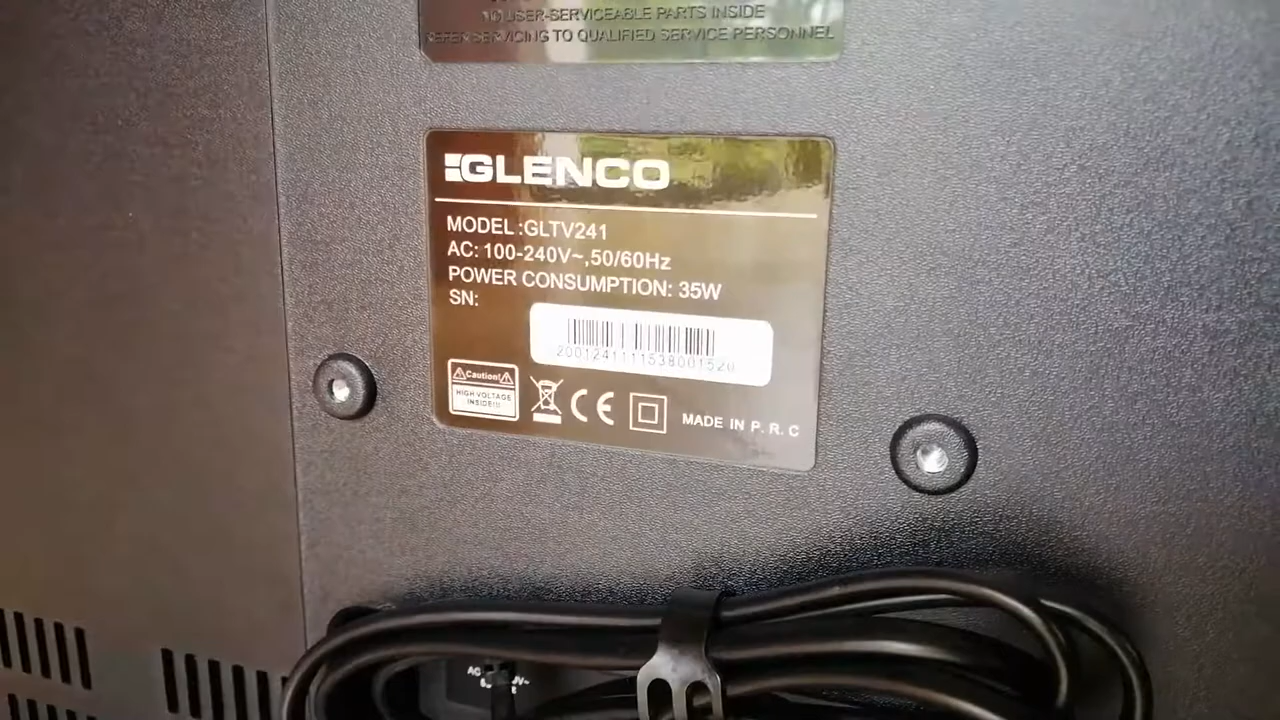 NO USER-SERVICEABLE PARTS INSIDE
REFER SERVICING TO QUALIFIED SERVICE PERSONNEL
GLENCO
MODEL :GLTV241
AC: 100-240V~,50/60Hz
POWER CONSUMPTION: 35W
SN:
2001241111538001520
Caution!
HIGH VOLTAGE
INSIDE!!!
CE
MADE IN P. R. C
AC